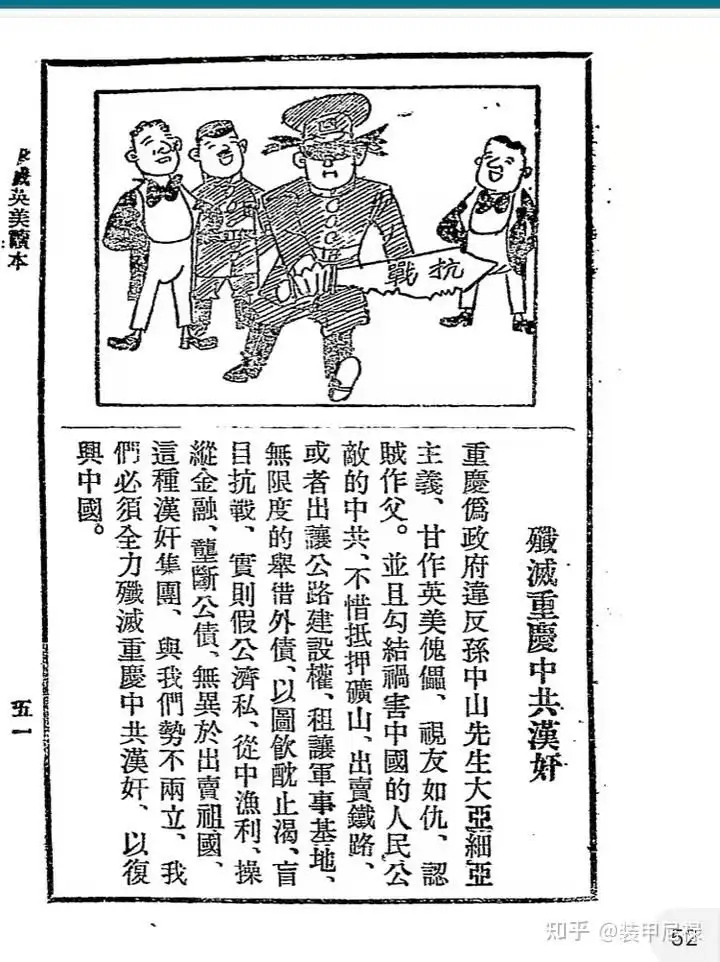 抗戰
殲滅重慶中共漢奸
重慶僞政府違反孫中山先生大亞細亞
主義、甘作英美傀儡、視友如仇、認
賊作父。並且勾結禍害中國的人民公
敵的中共、不惜抵押礦山、出賣鐵路、
或者出讓公路建設權、租讓軍事基地、
無限度的舉借外債、以圖飲酖止渴、盲
目抗戰、實則假公濟私、從中漁利、操
縱金融、壟斷公債、無異於出賣祖國、
這種漢奸集團、與我們勢不兩立、我
們必須全力殲滅重慶中共漢奸、以復
興中國。
滅英美讀本
五一
知乎 @装甲
52